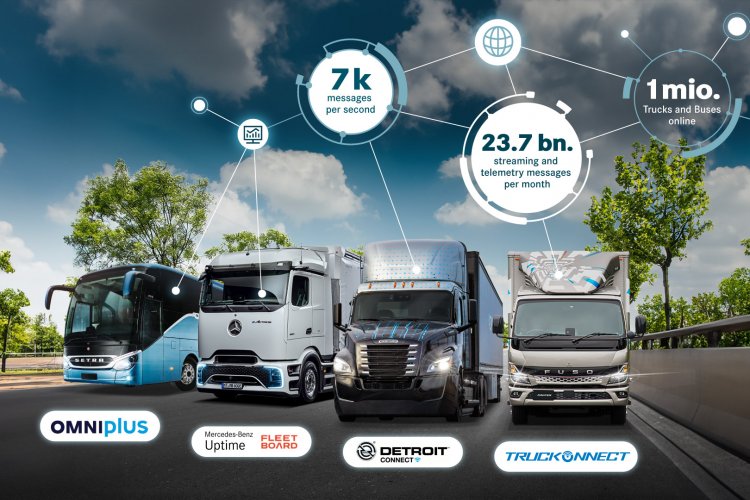 7k
messages
per second
1 mio.
Trucks and Buses
online
23.7 bn.
streaming and
telemetry messages
per month
SETRA
FUSO
OMNIplus
Mercedes-Benz
Uptime
FLEET
BOARD
DETROIT
CONNECT
TRUCKONNECT